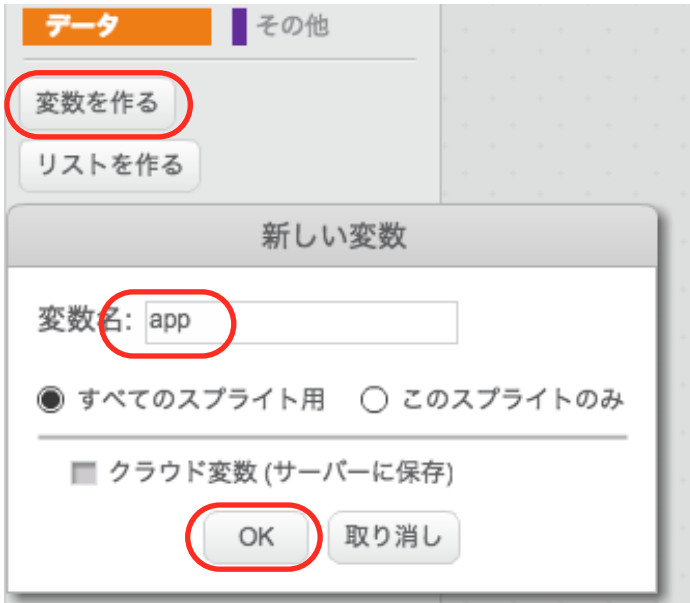 データ その他
変数を作る
リストを作る
新しい変数
変数名: app
すべてのスプライト用 このスプライトのみ
クラウド変数 (サーバーに保存)
OK 取り消し